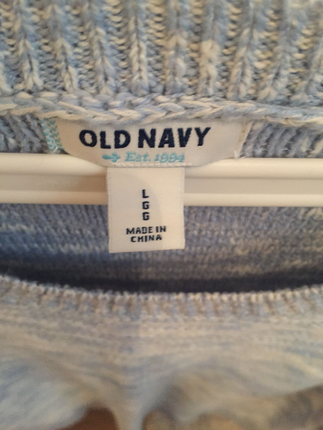 OLD NAVY
Est. 1994
L
G
G
MADE IN
CHINA